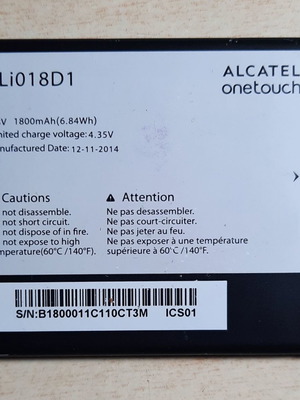 Li018D1
ALCATEL
onetouch
V 1800mAh(6.84Wh)
ited charge voltage: 4.35V
nufactured Date: 12-11-2014
Cautions
not disassemble.
not short circuit.
not dispose of in fire.
not expose to high
mperature(60°C /140°F).
Attention
Ne pas desassembler.
Ne pas court-circuiter.
Ne pas jeter au feu.
Ne pas exposer à une température
supérieure à 60°C /140°F.
S/N:B1800011C110CT3M ICS01